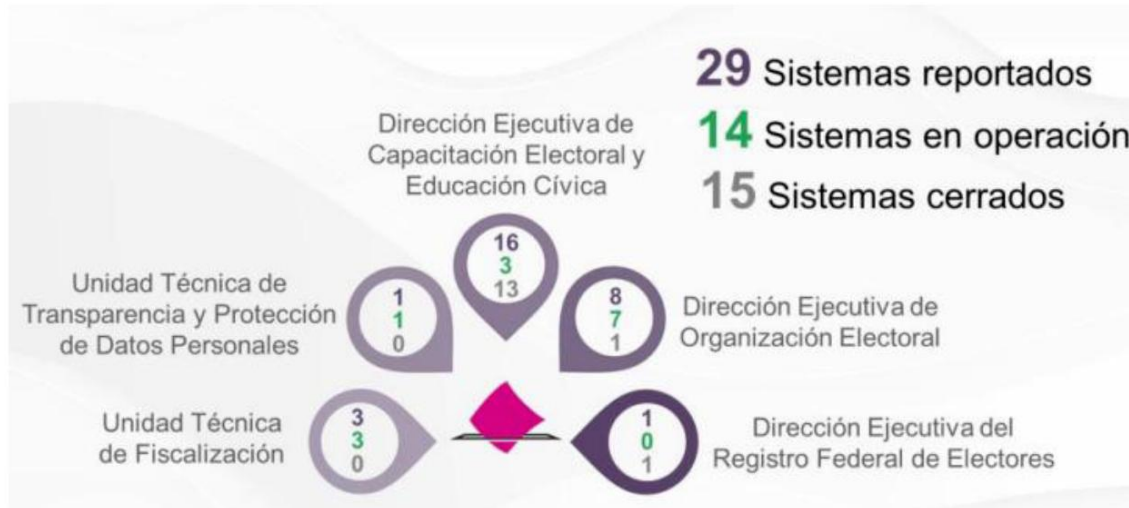 29 Sistemas reportados
14 Sistemas en operación
15 Sistemas cerrados
Dirección Ejecutiva de
Capacitación Electoral y
Educación Cívica
16
3
13
Unidad Técnica de
Transparencia y Protección
de Datos Personales
1
1
0
8
7
1
Dirección Ejecutiva de
Organización Electoral
Unidad Técnica
de Fiscalización
3
3
0
1
0
1
Dirección Ejecutiva del
Registro Federal de Electores